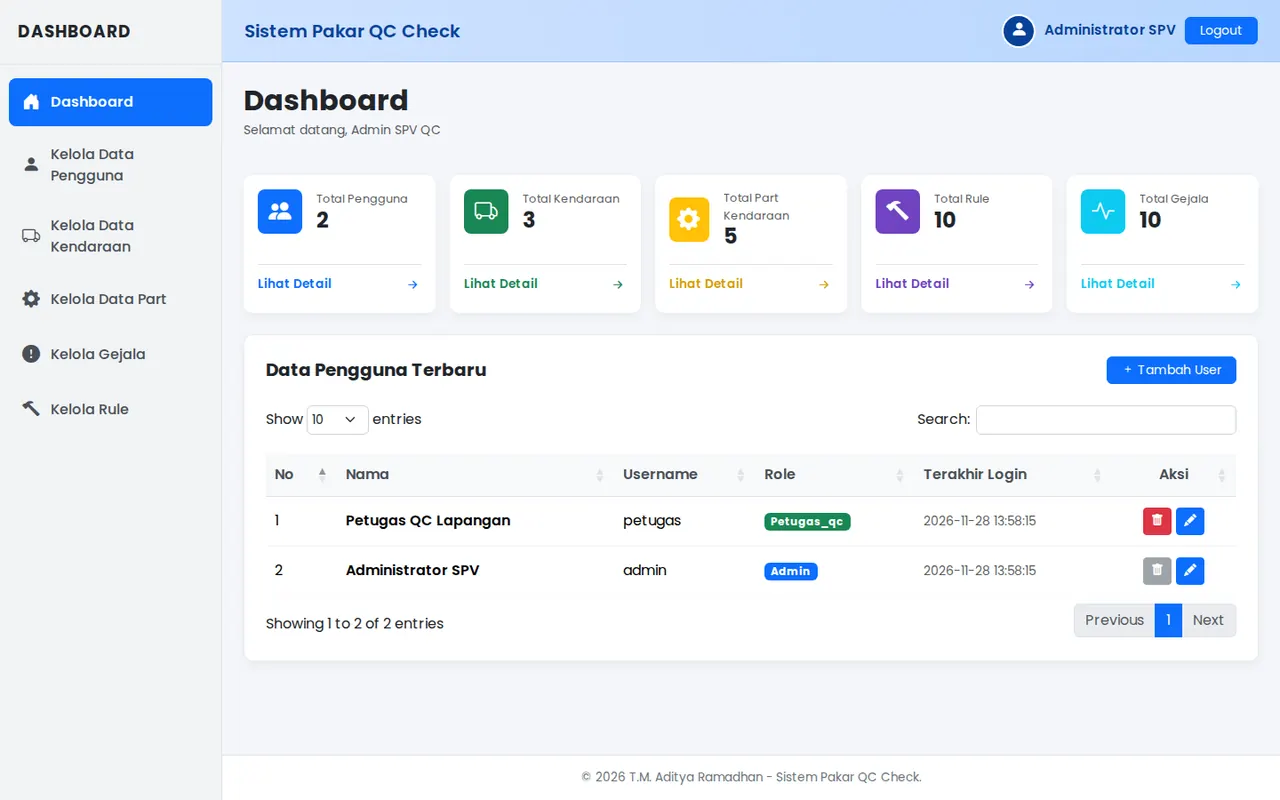 DASHBOARD
Sistem Pakar QC Check
Administrator SPV
Logout
Dashboard
Kelola Data
Pengguna
Kelola Data
Kendaraan
Kelola Data Part
Kelola Gejala
Kelola Rule
Dashboard
Selamat datang, Admin SPV QC
Total Pengguna
2
Lihat Detail
Total Kendaraan
3
Lihat Detail
Total Part
Kendaraan
5
Lihat Detail
Total Rule
10
Lihat Detail
Total Gejala
10
Lihat Detail
Data Pengguna Terbaru
+ Tambah User
Show 10 entries
Search:
No Nama Username Role Terakhir Login Aksi
1 Petugas QC Lapangan petugas Petugas_qc 2026-11-28 13:58:15
2 Administrator SPV admin Admin 2026-11-28 13:58:15
Showing 1 to 2 of 2 entries
Previous 1 Next
© 2026 T.M. Aditya Ramadhan - Sistem Pakar QC Check.